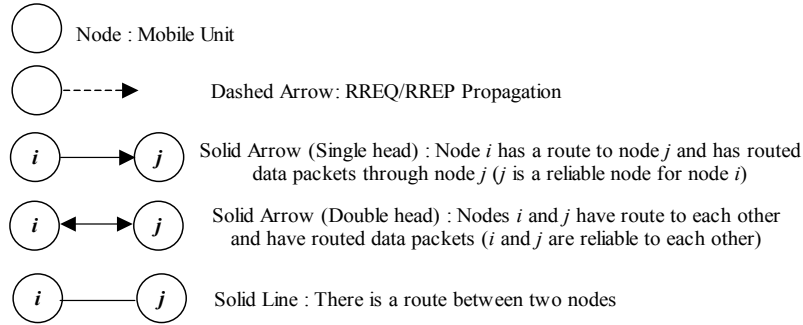 Node : Mobile Unit
Dashed Arrow: RREQ/RREP Propagation
i j Solid Arrow (Single head) : Node i has a route to node j and has routed
data packets through node j (j is a reliable node for node i)
i j Solid Arrow (Double head) : Nodes i and j have route to each other
and have routed data packets (i and j are reliable to each other)
i j Solid Line : There is a route between two nodes